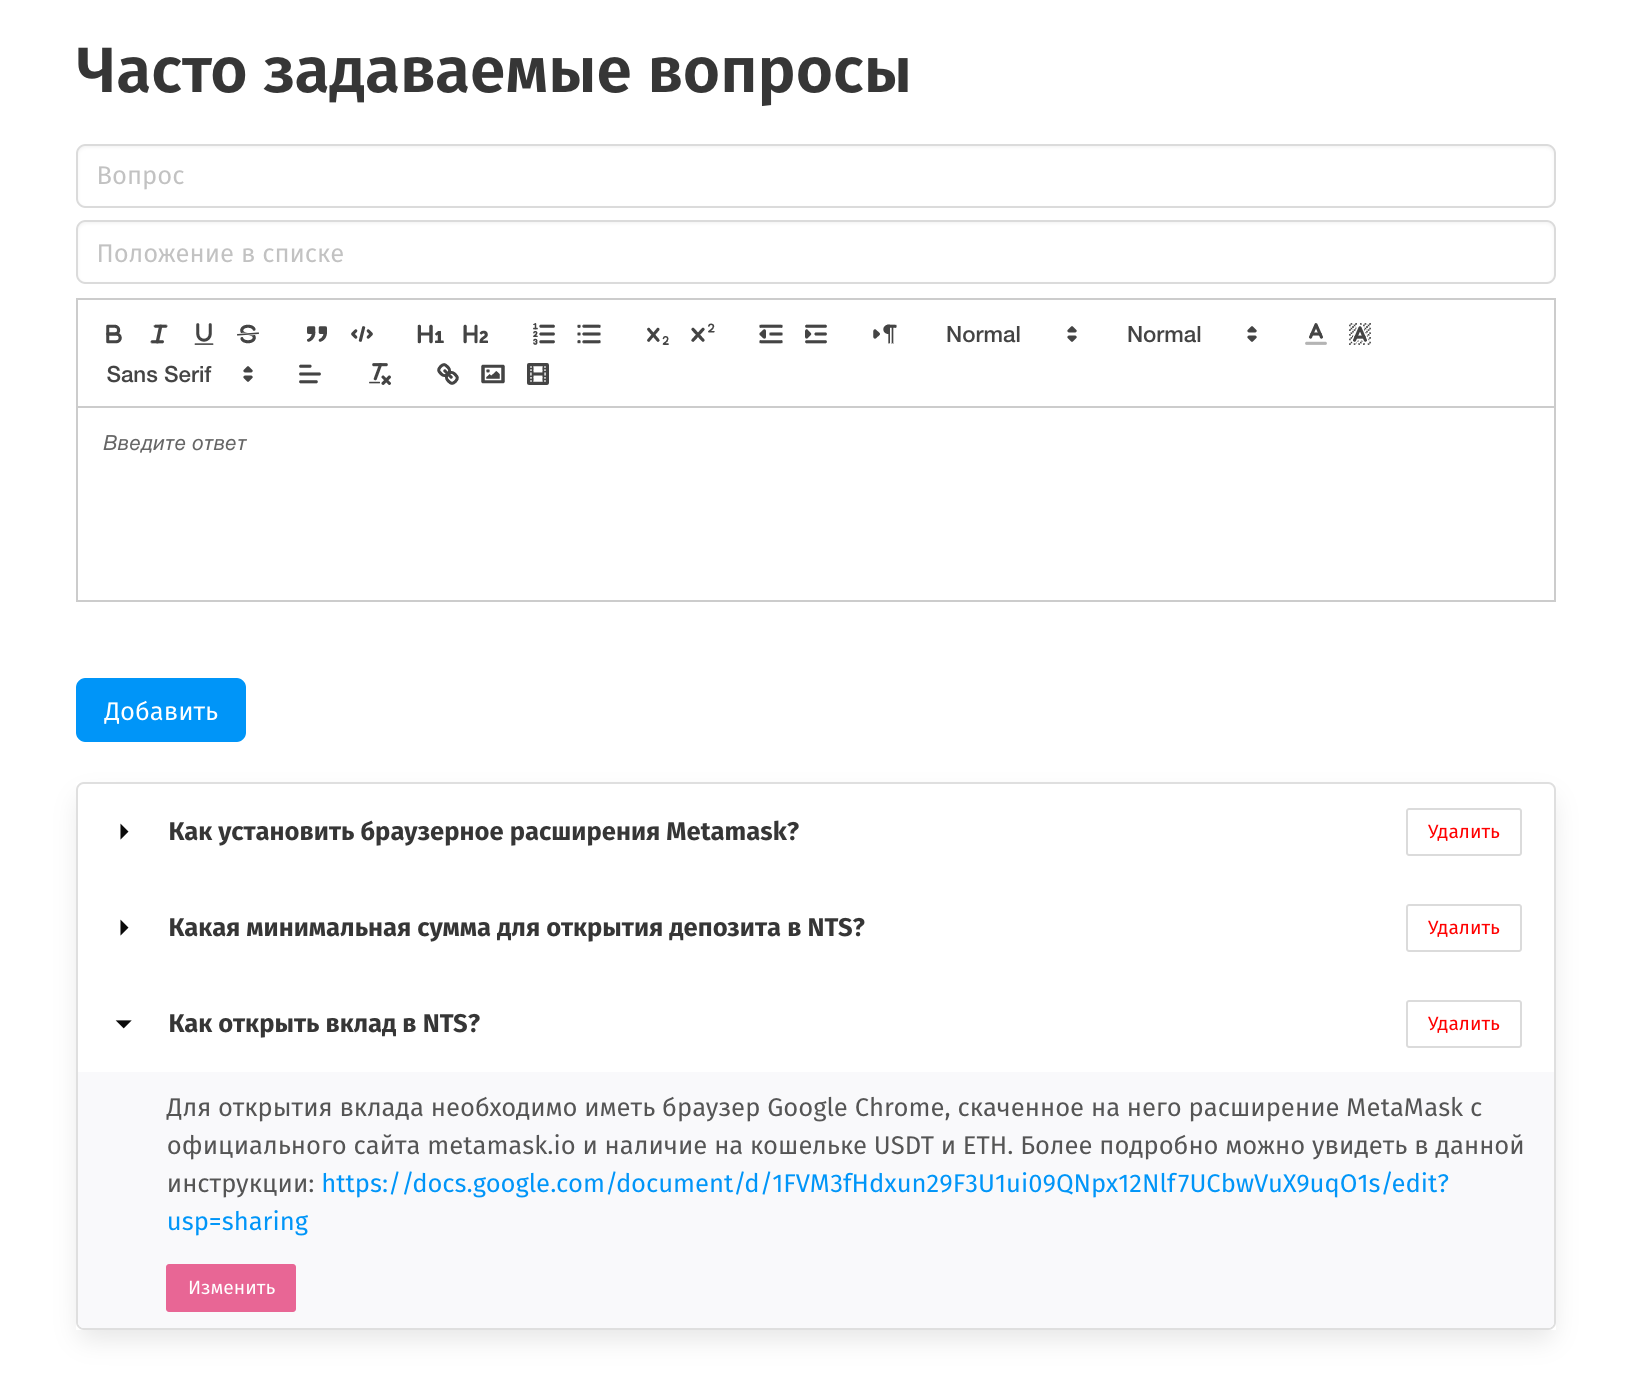 Часто задаваемые вопросы
Вопрос
Положение в списке
B I U S H1 H2 x2 x2 Normal Normal A A
Sans Serif
Введите ответ
Добавить
Как установить браузерное расширения Metamask? Удалить
Какая минимальная сумма для открытия депозита в NTS? Удалить
Как открыть вклад в NTS? Удалить
Для открытия вклада необходимо иметь браузер Google Chrome, скаченное на него расширение MetaMask с
официального сайта metamask.io и наличие на кошельке USDT и ETH. Более подробно можно увидеть в данной
инструкции: https://docs.google.com/document/d/1FVM3fHdxun29F3U1ui09QNpx12Nlf7UCbwVuX9uqO1s/edit?
usp=sharing
Изменить